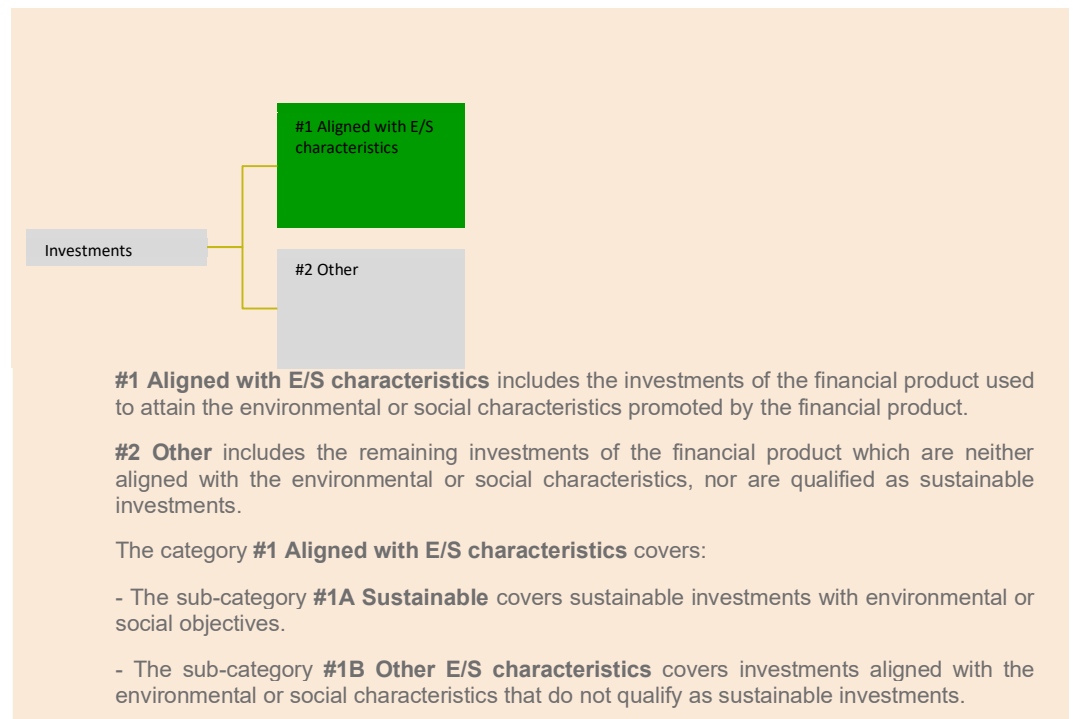 #1 Aligned with E/S
characteristics
Investments
#2 Other
#1 Aligned with E/S characteristics includes the investments of the financial product used
to attain the environmental or social characteristics promoted by the financial product.
#2 Other includes the remaining investments of the financial product which are neither
aligned with the environmental or social characteristics, nor are qualified as sustainable
investments.
The category #1 Aligned with E/S characteristics covers:
- The sub-category #1A Sustainable covers sustainable investments with environmental or
social objectives.
- The sub-category #1B Other E/S characteristics covers investments aligned with the
environmental or social characteristics that do not qualify as sustainable investments.